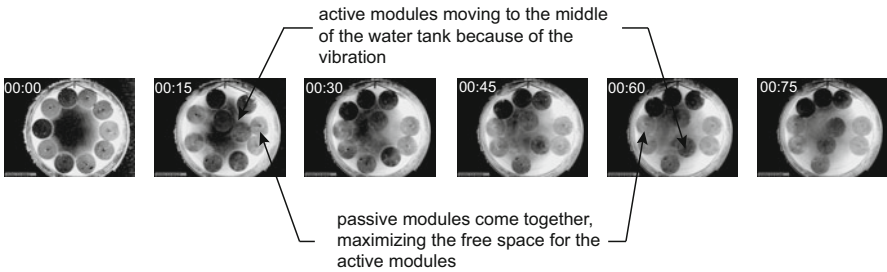 active modules moving to the middle
of the water tank because of the
vibration
00:00 00:15 00:30 00:45 00:60 00:75
passive modules come together,
maximizing the free space for the
active modules